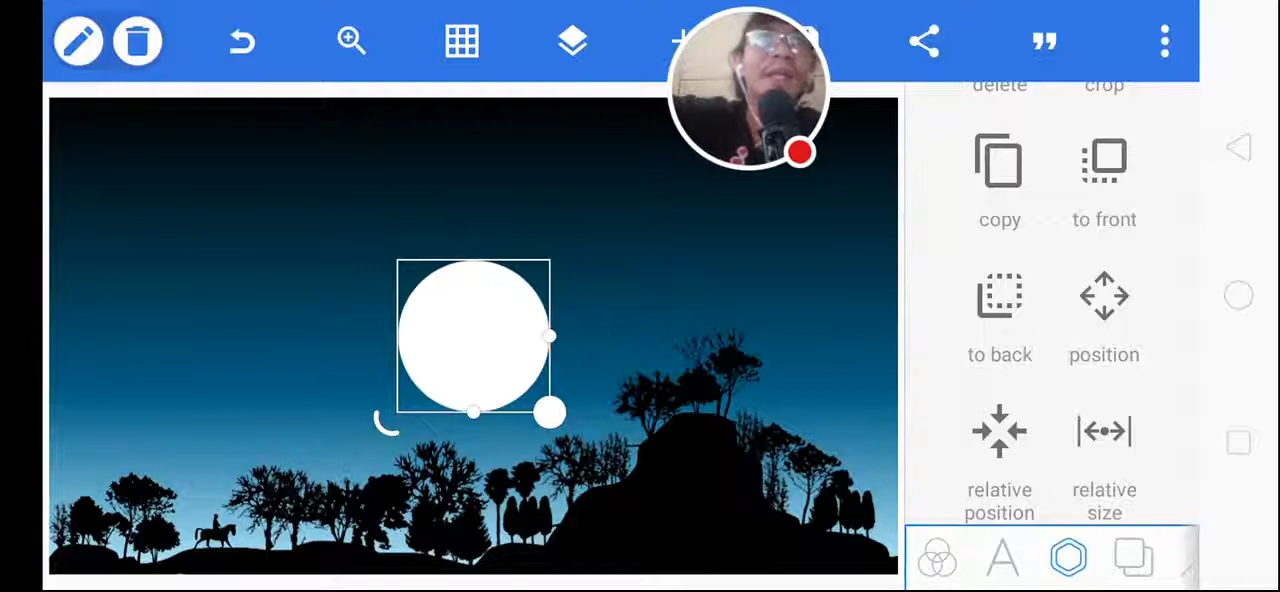 delete crop
copy to front
to back position
relative position
relative size